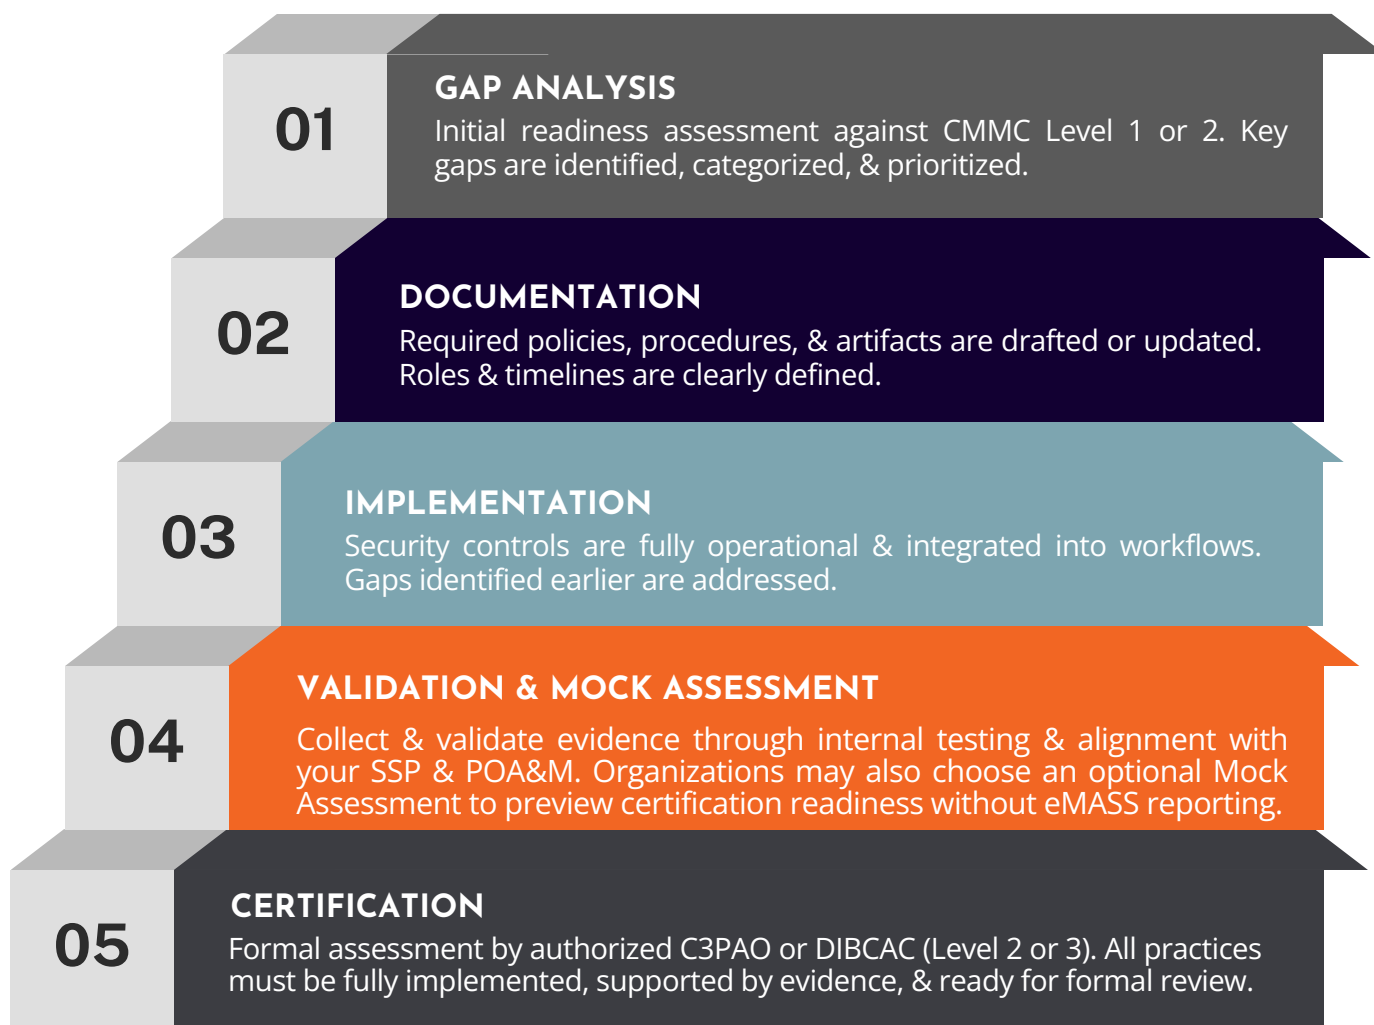 01
GAP ANALYSIS
Initial readiness assessment against CMMC Level 1 or 2. Key
gaps are identified, categorized, & prioritized.
02
DOCUMENTATION
Required policies, procedures, & artifacts are drafted or updated.
Roles & timelines are clearly defined.
03
IMPLEMENTATION
Security controls are fully operational & integrated into workflows.
Gaps identified earlier are addressed.
04
VALIDATION & MOCK ASSESSMENT
Collect & validate evidence through internal testing & alignment with
your SSP & POA&M. Organizations may also choose an optional Mock
Assessment to preview certification readiness without eMASS reporting.
05
CERTIFICATION
Formal assessment by authorized C3PAO or DIBCAC (Level 2 or 3). All practices
must be fully implemented, supported by evidence, & ready for formal review.